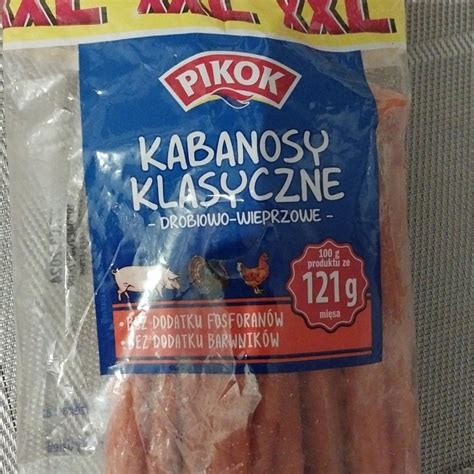 XXL XXL XXL
PIKOK
KABANOSY
KLASYCZNE
- DROBIOWO-WIEPRZOWE -
100 g
produktu ze
121 g
mięsa
• BEZ DODATKU FOSFORANÓW
• BEZ DODATKU BARWNIKÓW